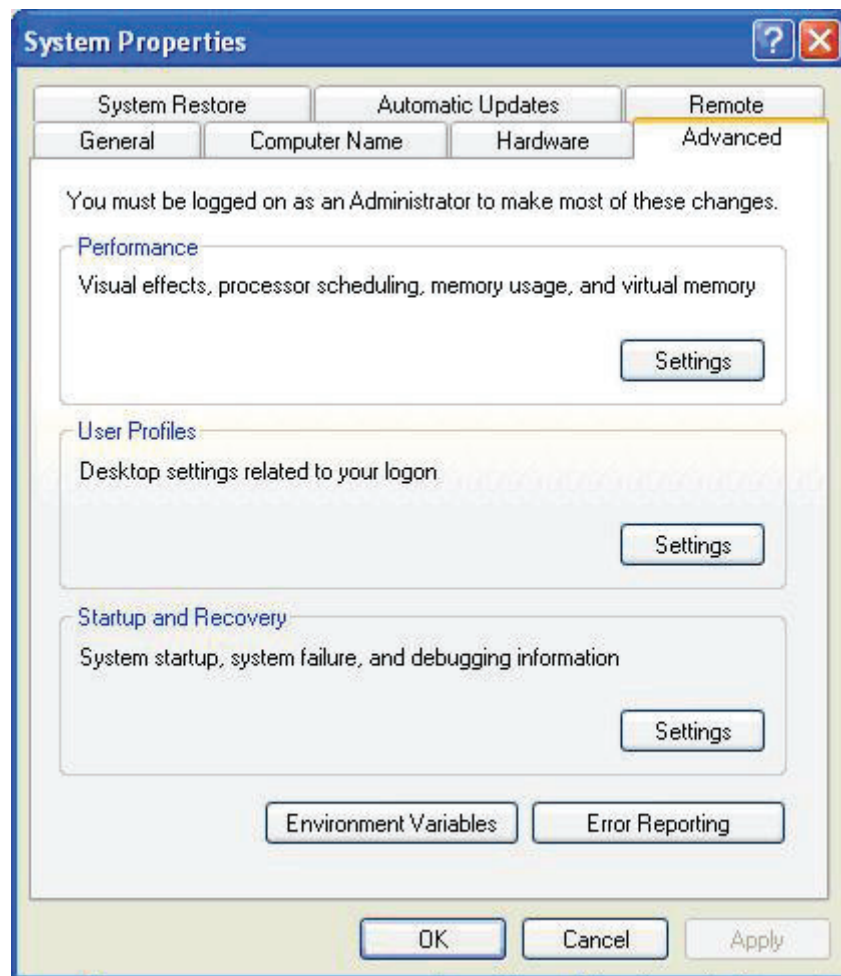 System Properties
System Restore Automatic Updates Remote
General Computer Name Hardware Advanced
You must be logged on as an Administrator to make most of these changes.
Performance
Visual effects, processor scheduling, memory usage, and virtual memory
Settings
User Profiles
Desktop settings related to your logon
Settings
Startup and Recovery
System startup, system failure, and debugging information
Settings
Environment Variables Error Reporting
OK Cancel Apply